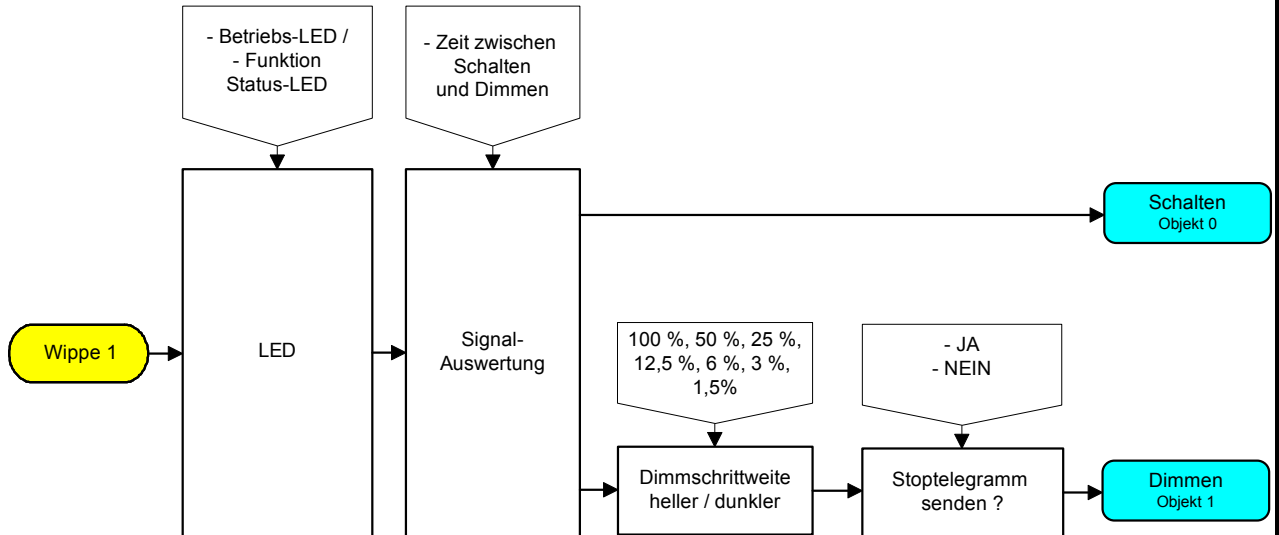 - Betriebs-LED /
- Funktion
Status-LED
- Zeit zwischen
Schalten
und Dimmen
Schalten
Objekt 0
Wippe 1
LED
Signal-
Auswertung
100 %, 50 %, 25 %,
12,5 %, 6 %, 3 %,
1,5%
- JA
- NEIN
Dimmschrittweite
heller / dunkler
Stoptelegramm
senden ?
Dimmen
Objekt 1